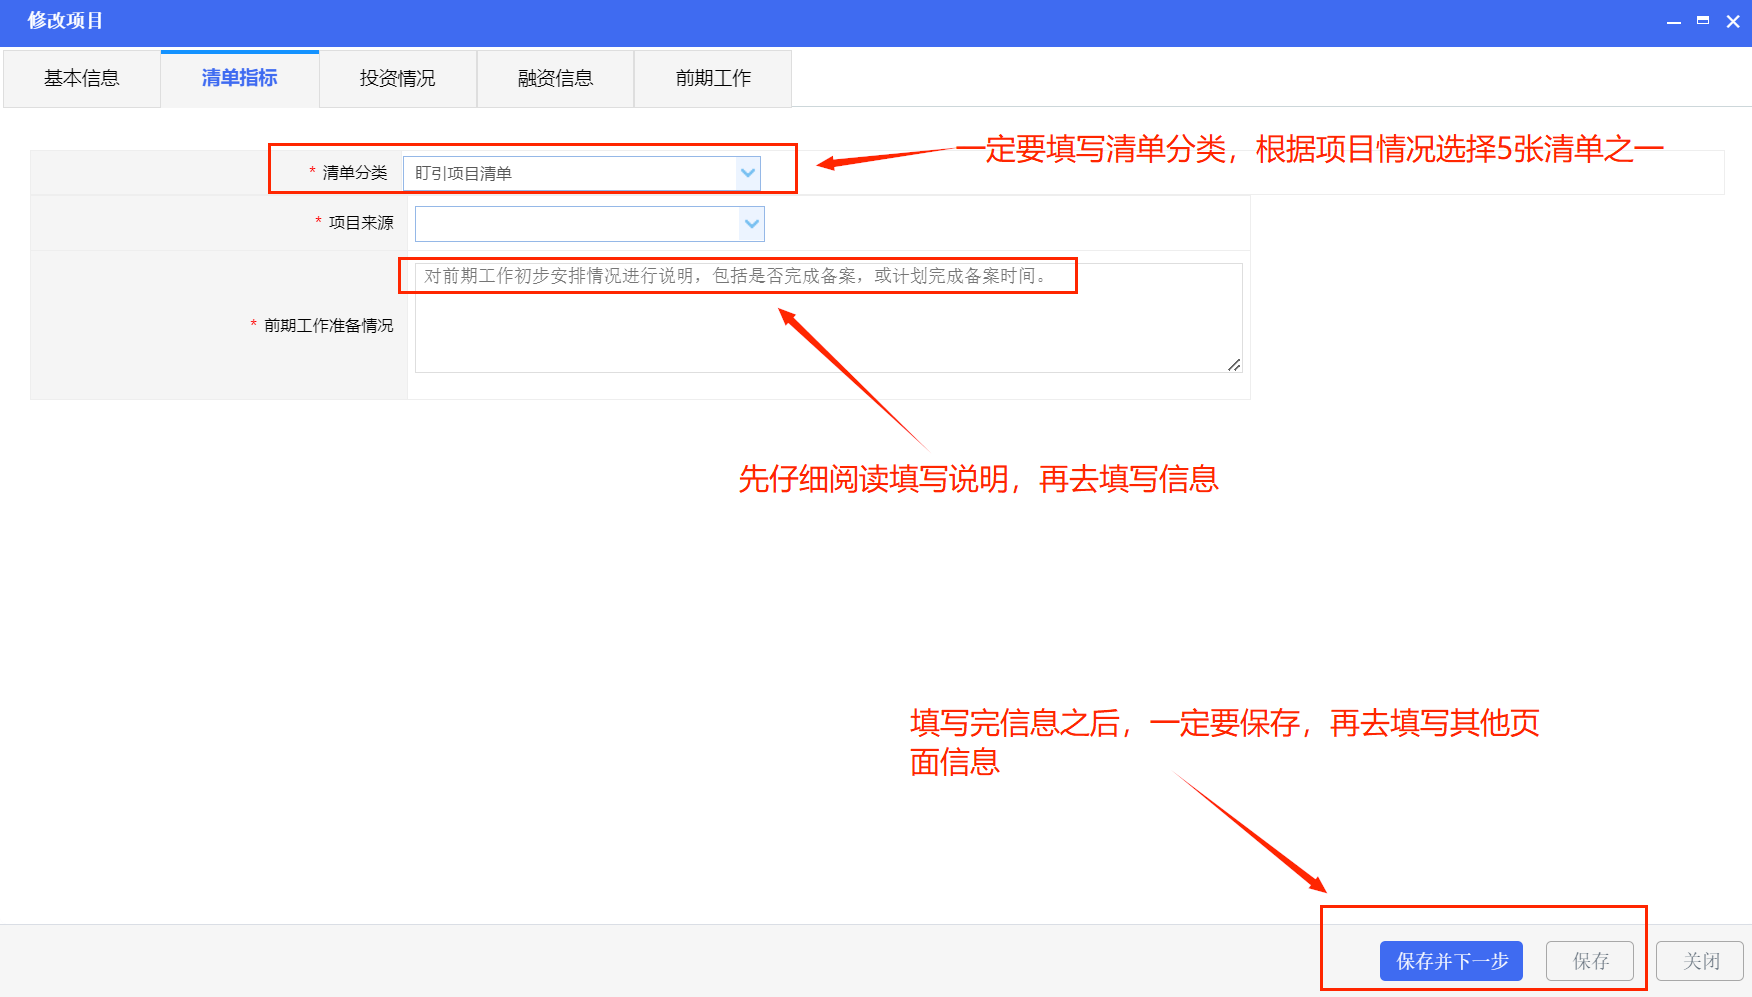 修改项目
基本信息
清单指标
投资情况
融资信息
前期工作
一定要填写清单分类，根据项目情况选择5张清单之一
* 清单分类
盯引项目清单
* 项目来源
对前期工作初步安排情况进行说明，包括是否完成备案，或计划完成备案时间。
* 前期工作准备情况
先仔细阅读填写说明，再去填写信息
填写完信息之后，一定要保存，再去填写其他页
面信息
保存并下一步
保存
关闭